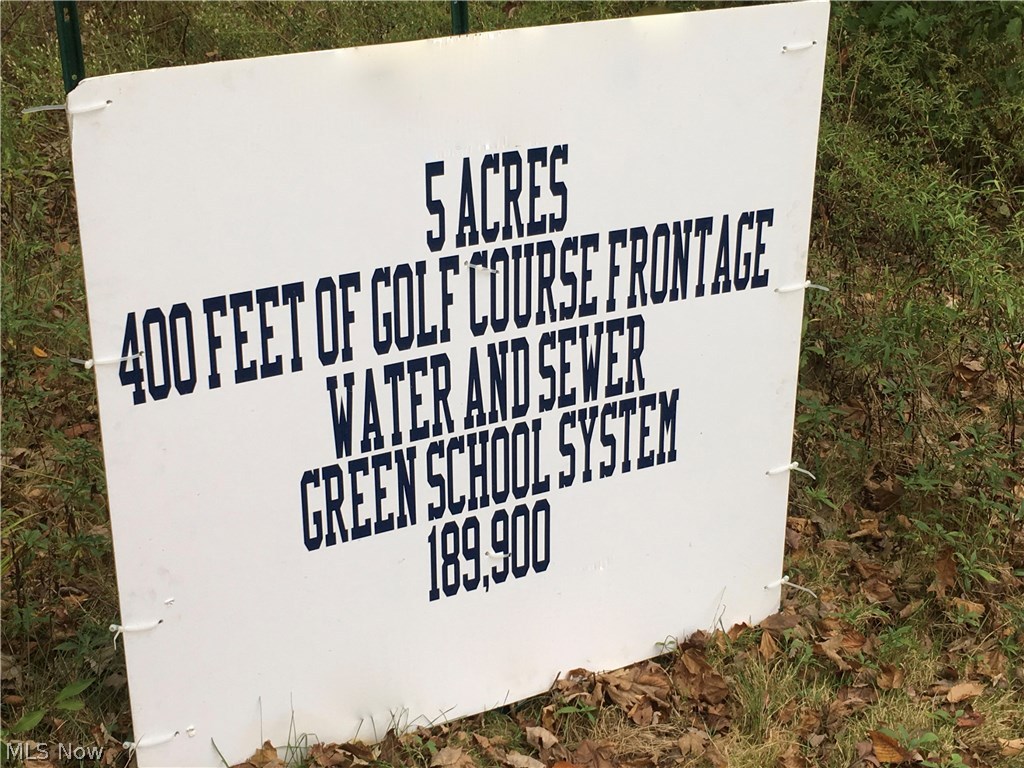 5 ACRES
400 FEET OF GOLF COURSE FRONTAGE
WATER AND SEWER
GREEN SCHOOL SYSTEM
189,900
MLS Now